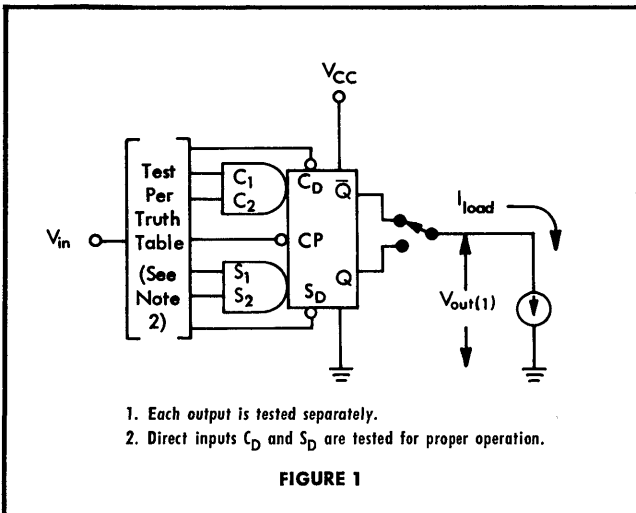 VCC
Test
Per
Truth
Table
(See
Note
2)
Vin
C1
C2
CD
Q̅
CP
S1
S2
SD
Q
Iload
Vout(1)
1. Each output is tested separately.
2. Direct inputs CD and SD are tested for proper operation.
FIGURE 1